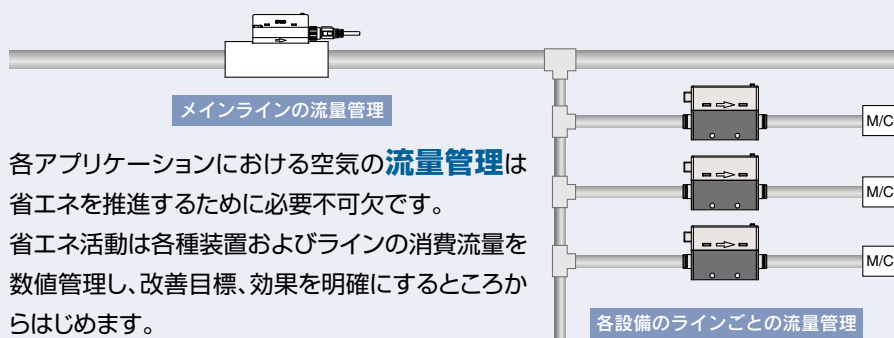 メインラインの流量管理
各アプリケーションにおける空気の流量管理は
省エネを推進するために必要不可欠です。
省エネ活動は各種装置およびラインの消費流量を
数値管理し、改善目標、効果を明確にするところか
らはじめます。
M/C
M/C
M/C
各設備のラインごとの流量管理